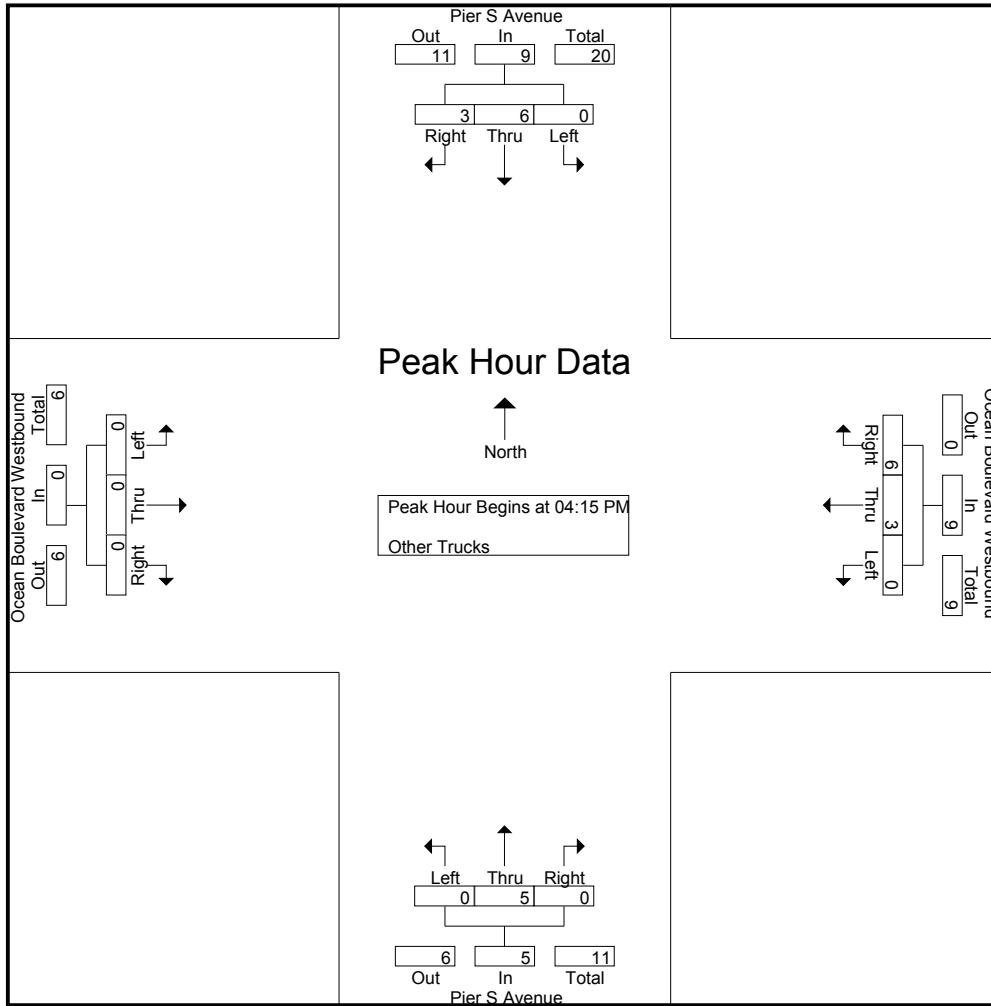 Pier S Avenue
Out In Total
11 9 20
3 6 0
Right Thru Left
Peak Hour Data
North
Peak Hour Begins at 04:15 PM
Other Trucks
Ocean Boulevard Westbound
Total In Out
6 0 6
0 0 0
Left Thru Right
Ocean Boulevard Westbound
Out In Total
0 9 9
6 3 0
Right Thru Left
Left Thru Right
0 5 0
6 5 11
Out In Total
Pier S Avenue